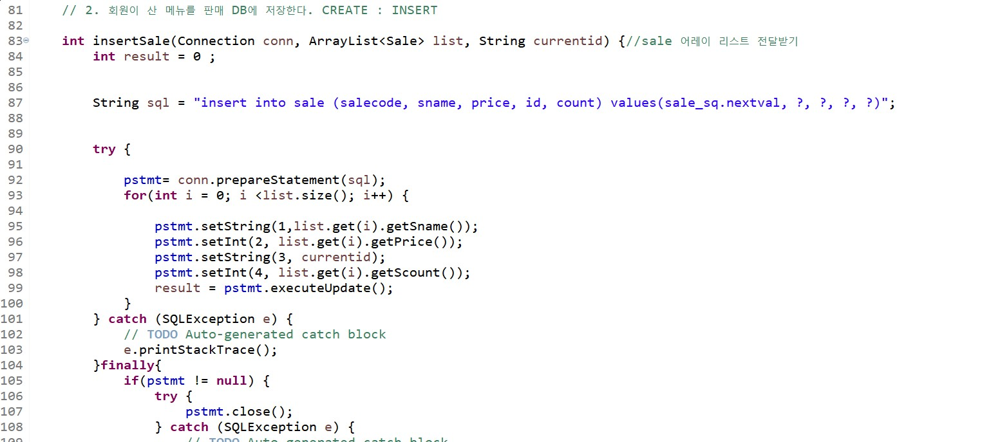 81 // 2. 회원이 산 메뉴를 판매 DB에 저장한다. CREATE : INSERT
82
83 int insertSale(Connection conn, ArrayList<Sale> list, String currentid) {//sale 어레이 리스트 전달받기
84 int result = 0 ;
85
86
87 String sql = "insert into sale (salecode, sname, price, id, count) values(sale_sq.nextval, ?, ?, ?, ?)";
88
89
90 try {
91
92 pstmt= conn.prepareStatement(sql);
93 for(int i = 0; i <list.size(); i++) {
94
95 pstmt.setString(1,list.get(i).getSname());
96 pstmt.setInt(2, list.get(i).getPrice());
97 pstmt.setString(3, currentid);
98 pstmt.setInt(4, list.get(i).getScount());
99 result = pstmt.executeUpdate();
100 }
101 } catch (SQLException e) {
102 // TODO Auto-generated catch block
103 e.printStackTrace();
104 }finally{
105 if(pstmt != null) {
106 try {
107 pstmt.close();
108 } catch (SQLException e) {
109 // TODO Auto-generated catch block